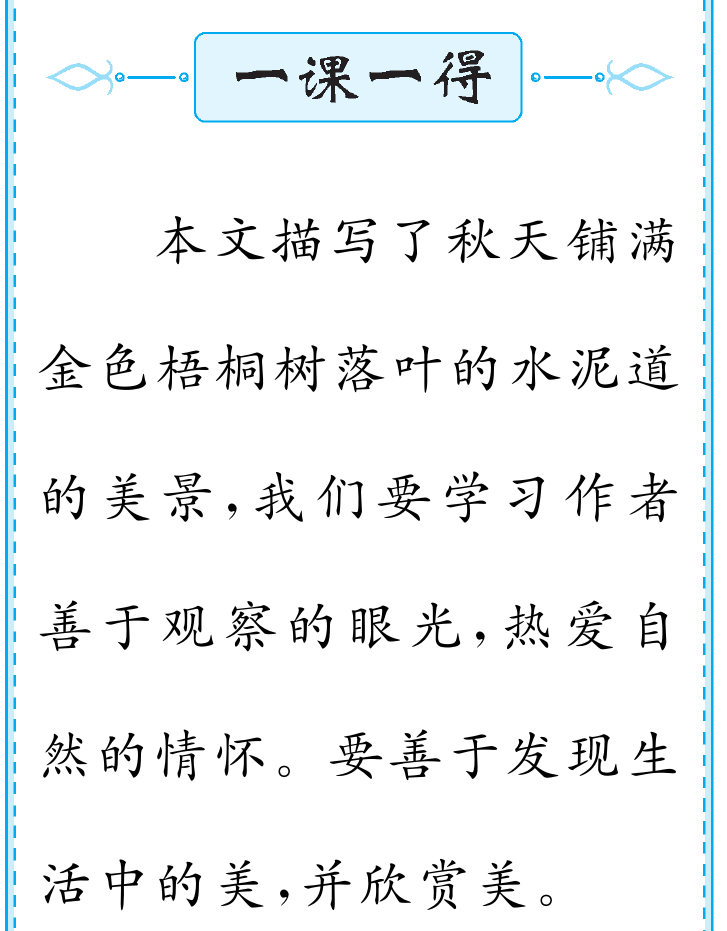 一课一得
本文描写了秋天铺满
金色梧桐树落叶的水泥道
的美景,我们要学习作者
善于观察的眼光,热爱自
然的情怀。要善于发现生
活中的美,并欣赏美。